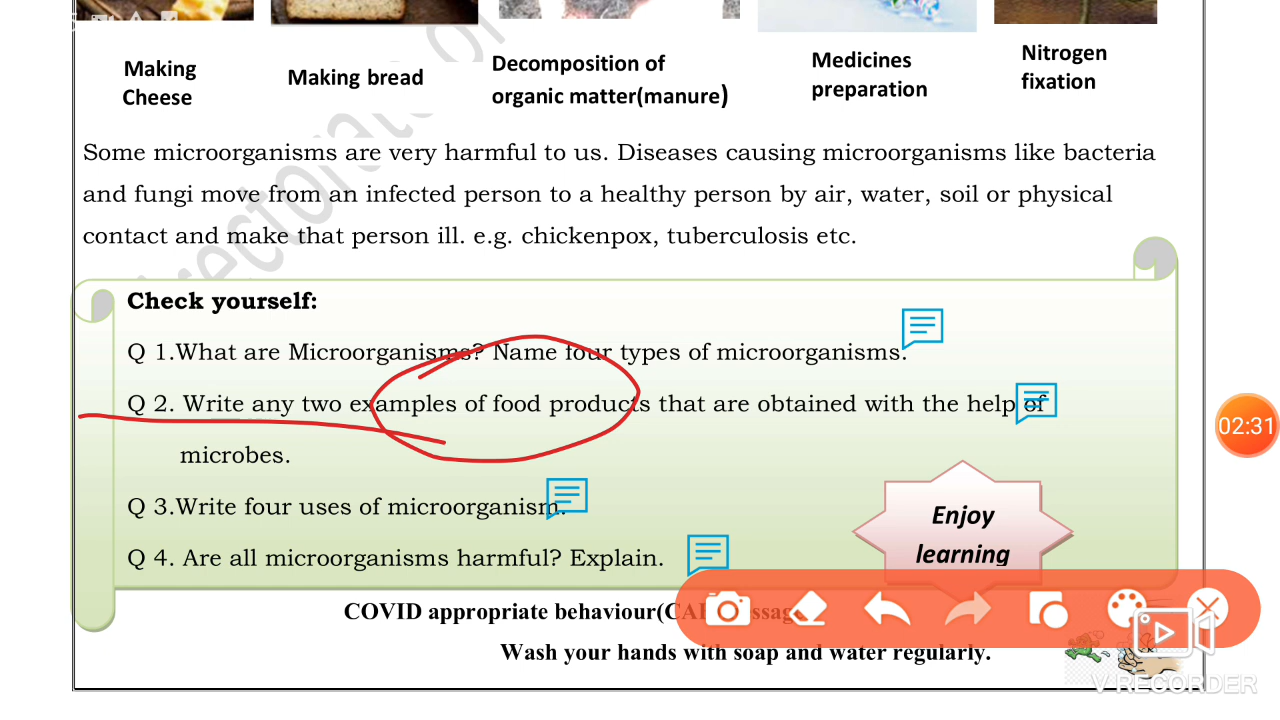 Making
Cheese
Making bread
Decomposition of
organic matter(manure)
Medicines
preparation
Nitrogen
fixation
Some microorganisms are very harmful to us. Diseases causing microorganisms like bacteria
and fungi move from an infected person to a healthy person by air, water, soil or physical
contact and make that person ill. e.g. chickenpox, tuberculosis etc.
Check yourself:
Q 1.What are Microorganisms? Name four types of microorganisms.
Q 2. Write any two examples of food products that are obtained with the help of
microbes.
Q 3.Write four uses of microorganism.
Q 4. Are all microorganisms harmful? Explain.
Enjoy
learning
02:31
COVID appropriate behaviour(
Wash your hands with soap and water regularly.
V RECORDER